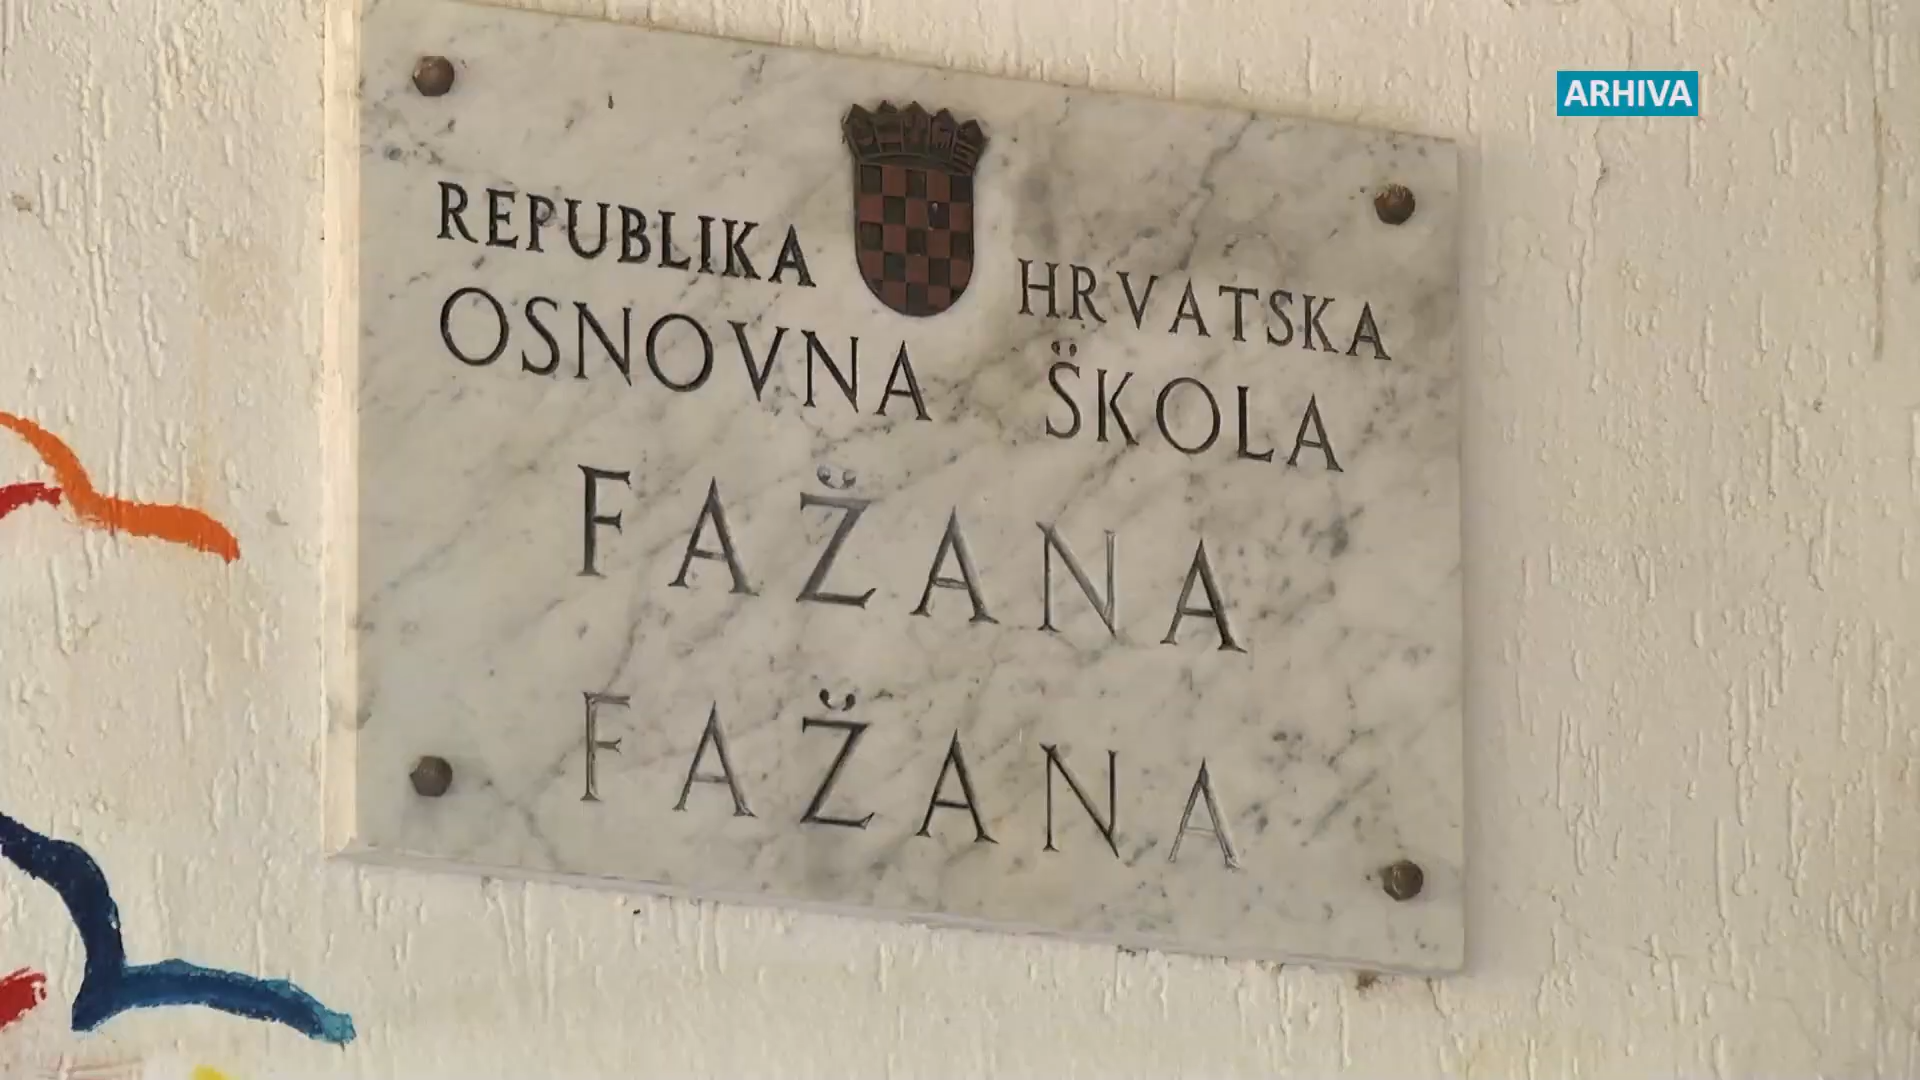 ARHIVA
REPUBLIKA HRVATSKA
OSNOVNA ŠKOLA
FAŽANA
FAŽANA